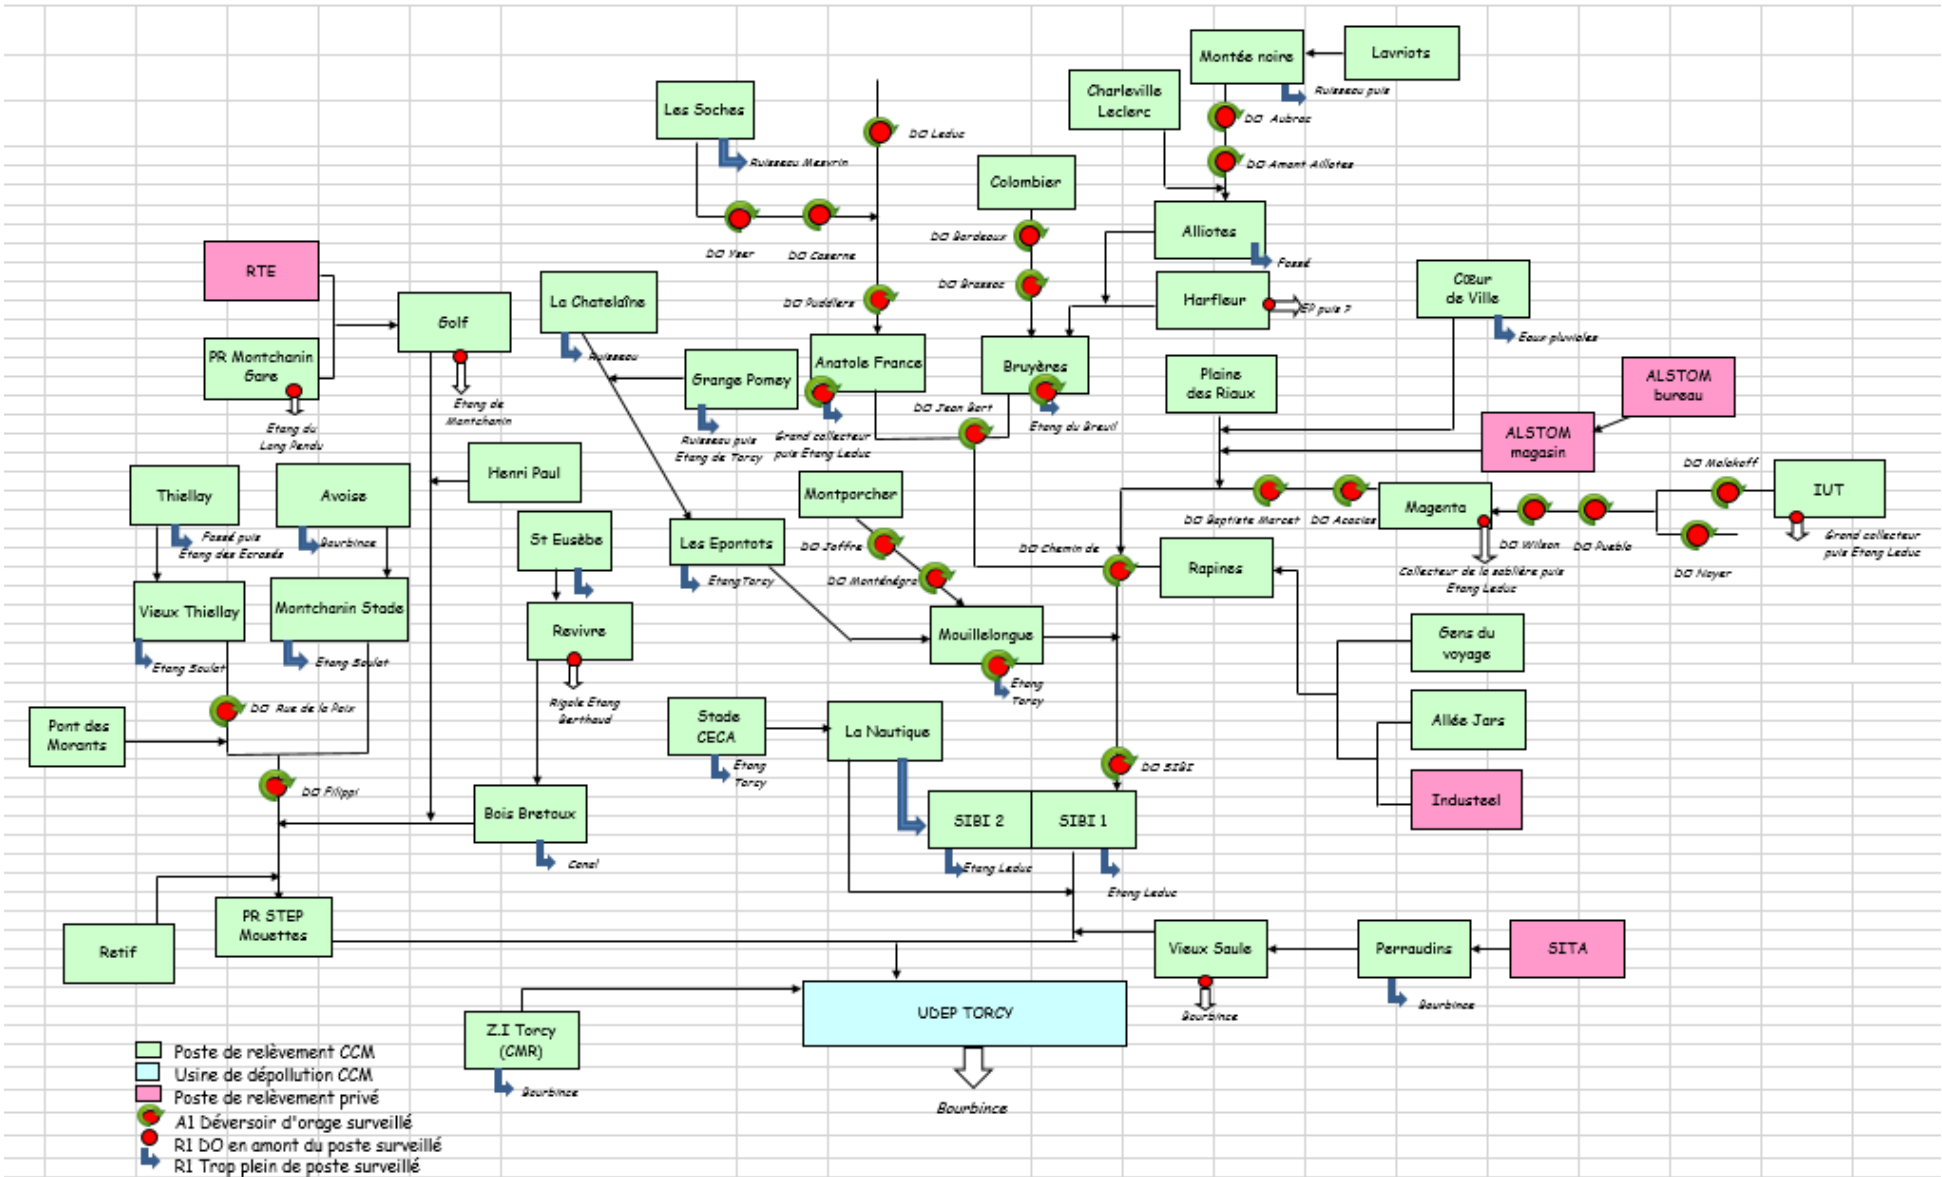 Montée noire
Lavriots
Ruisseau puis
Charleville
Leclerc
DO Aubrac
DO Amont Aillotes
Les Soches
Ruisseau Mesvrin
DO Leduc
Colombier
DO Yser
DO Caserne
DO Bordeaux
Alliotes
Fossé
RTE
La Chatelaîne
DO Puddlers
DO Brassac
Harfleur
EP puis ?
Cœur
de Ville
Eaux pluviales
Golf
PR Montchanin
Gare
Ruisseau
Grange Pomey
Anatole France
Bruyères
Plaine
des Riaux
ALSTOM
bureau
Etang du
Long Pendu
Etang de
Montchanin
Ruisseau puis
Etang de Torcy
Grand collecteur
puis Etang Leduc
DO Jean Bart
Etang du Breuil
ALSTOM
magasin
Thiellay
Avoise
Henri Paul
Montporcher
DO Malakoff
IUT
Fossé puis
Etang des Ecrasés
Bourbince
St Eusèbe
Les Epontots
Etang Torcy
DO Joffre
DO Monténégro
DO Chemin de
DO Baptiste Marcet
DO Acacias
Magenta
DO Wilson
DO Pueblo
DO Noyer
Grand collecteur
puis Etang Leduc
Collecteur de la sablière puis
Etang Leduc
Rapines
Vieux Thiellay
Montchanin Stade
Etang Soulat
Etang Soulat
Revivre
Rigole Etang
Berthaud
Mouillelongue
Etang
Torcy
Gens du
voyage
Pont des
Morants
DO Rue de la Paix
Stade
CECA
Etang
Torcy
La Nautique
Allée Jars
DO Filippi
DO SIBI
Bois Bretoux
Canal
SIBI 2
SIBI 1
Etang Leduc
Etang Leduc
Industeel
Retif
PR STEP
Mouettes
Vieux Saule
Perraudins
SITA
Bourbince
Bourbince
UDEP TORCY
Z.I Torcy
(CMR)
Bourbince
Bourbince
Poste de relèvement CCM
Usine de dépollution CCM
Poste de relèvement privé
A1 Déversoir d'orage surveillé
R1 DO en amont du poste surveillé
R1 Trop plein de poste surveillé